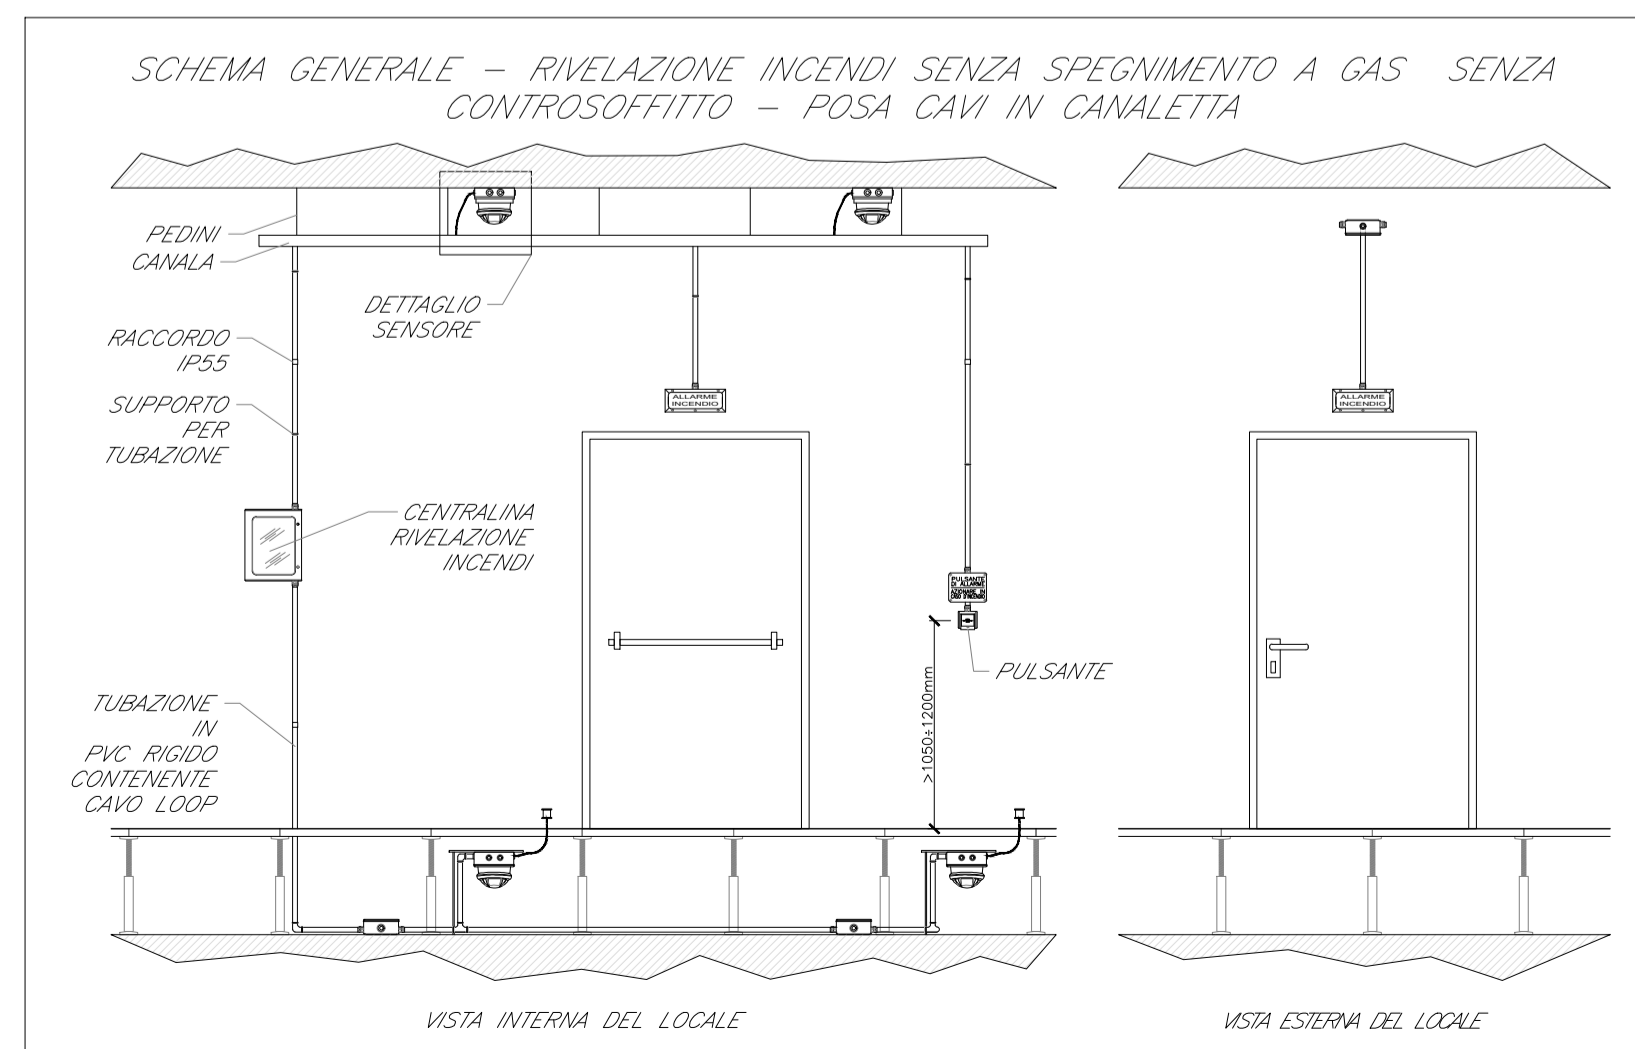 SCHEMA GENERALE – RIVELAZIONE INCENDI SENZA SPEGNIMENTO A GAS SENZA
CONTROSOFFITTO – POSA CAVI IN CANALETTA
PEDINI
CANALA
DETTAGLIO
SENSORE
RACCORDO
IP55
SUPPORTO
PER
TUBAZIONE
ALLARME
INCENDIO
ALLARME
INCENDIO
CENTRALINA
RIVELAZIONE
INCENDI
PULSANTE
DI ALLARME
AZIONARE IN
CASO D'INCENDIO
PULSANTE
>1050÷1200mm
TUBAZIONE
IN
PVC RIGIDO
CONTENENTE
CAVO LOOP
VISTA INTERNA DEL LOCALE
VISTA ESTERNA DEL LOCALE